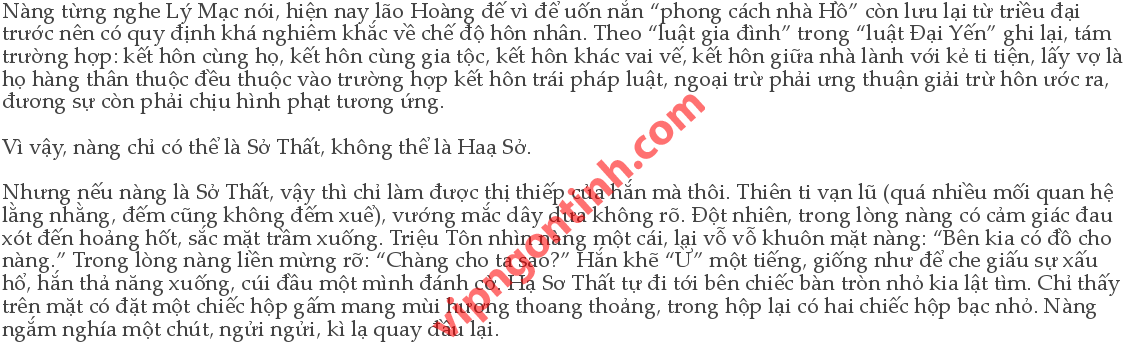 Nàng từng nghe Lý Mạc nói, hiện nay lão Hoàng đế vì để uốn nắn “phong cách nhà Hồ” còn lưu lại từ triều đại
trước nên có quy định khá nghiêm khắc về chế độ hôn nhân. Theo “luật gia đình” trong “luật Đại Yến” ghi lại, tám
trường hợp: kết hôn cùng họ, kết hôn cùng gia tộc, kết hôn khác vai vế, kết hôn giữa nhà lành với kẻ ti tiện, lấy vợ là
họ hàng thân thuộc đều thuộc vào trường hợp kết hôn trái pháp luật, ngoại trừ phải ưng thuận giải trừ hôn ước ra,
đương sự còn phải chịu hình phạt tương ứng.
Vì vậy, nàng chỉ có thể là Sở Thất, không thể là Haạ Sở.
Nhưng nếu nàng là Sở Thất, vậy thì chỉ làm được thị thiếp của hắn mà thôi. Thiên ti vạn lũ (quá nhiều mối quan hệ
lằng nhằng, đếm cũng không đếm xuể), vướng mắc dây dưa không rõ. Đột nhiên, trong lòng nàng có cảm giác đau
xót đến hoảng hốt, sắc mặt trầm xuống. Triệu Tôn nhìn nàng một cái, lại vỗ vỗ khuôn mặt nàng: “Bên kia có đồ cho
nàng.” Trong lòng nàng liền mừng rỡ: “Chàng cho ta sao?” Hắn khẽ “Ừ” một tiếng, giống như để che giấu sự xấu
hổ, hắn thả nàng xuống, cúi đầu một mình đánh cờ. Hạ Sơ Thất tự đi tới bên chiếc bàn tròn nhỏ kia lật tìm. Chỉ thấy
trên mặt có đặt một chiếc hộp gấm mang mùi hương thoang thoảng, trong hộp lại có hai chiếc hộp bạc nhỏ. Nàng
ngắm nghía một chút, ngửi ngửi, kì lạ quay đầu lại.
vipngontinh.com